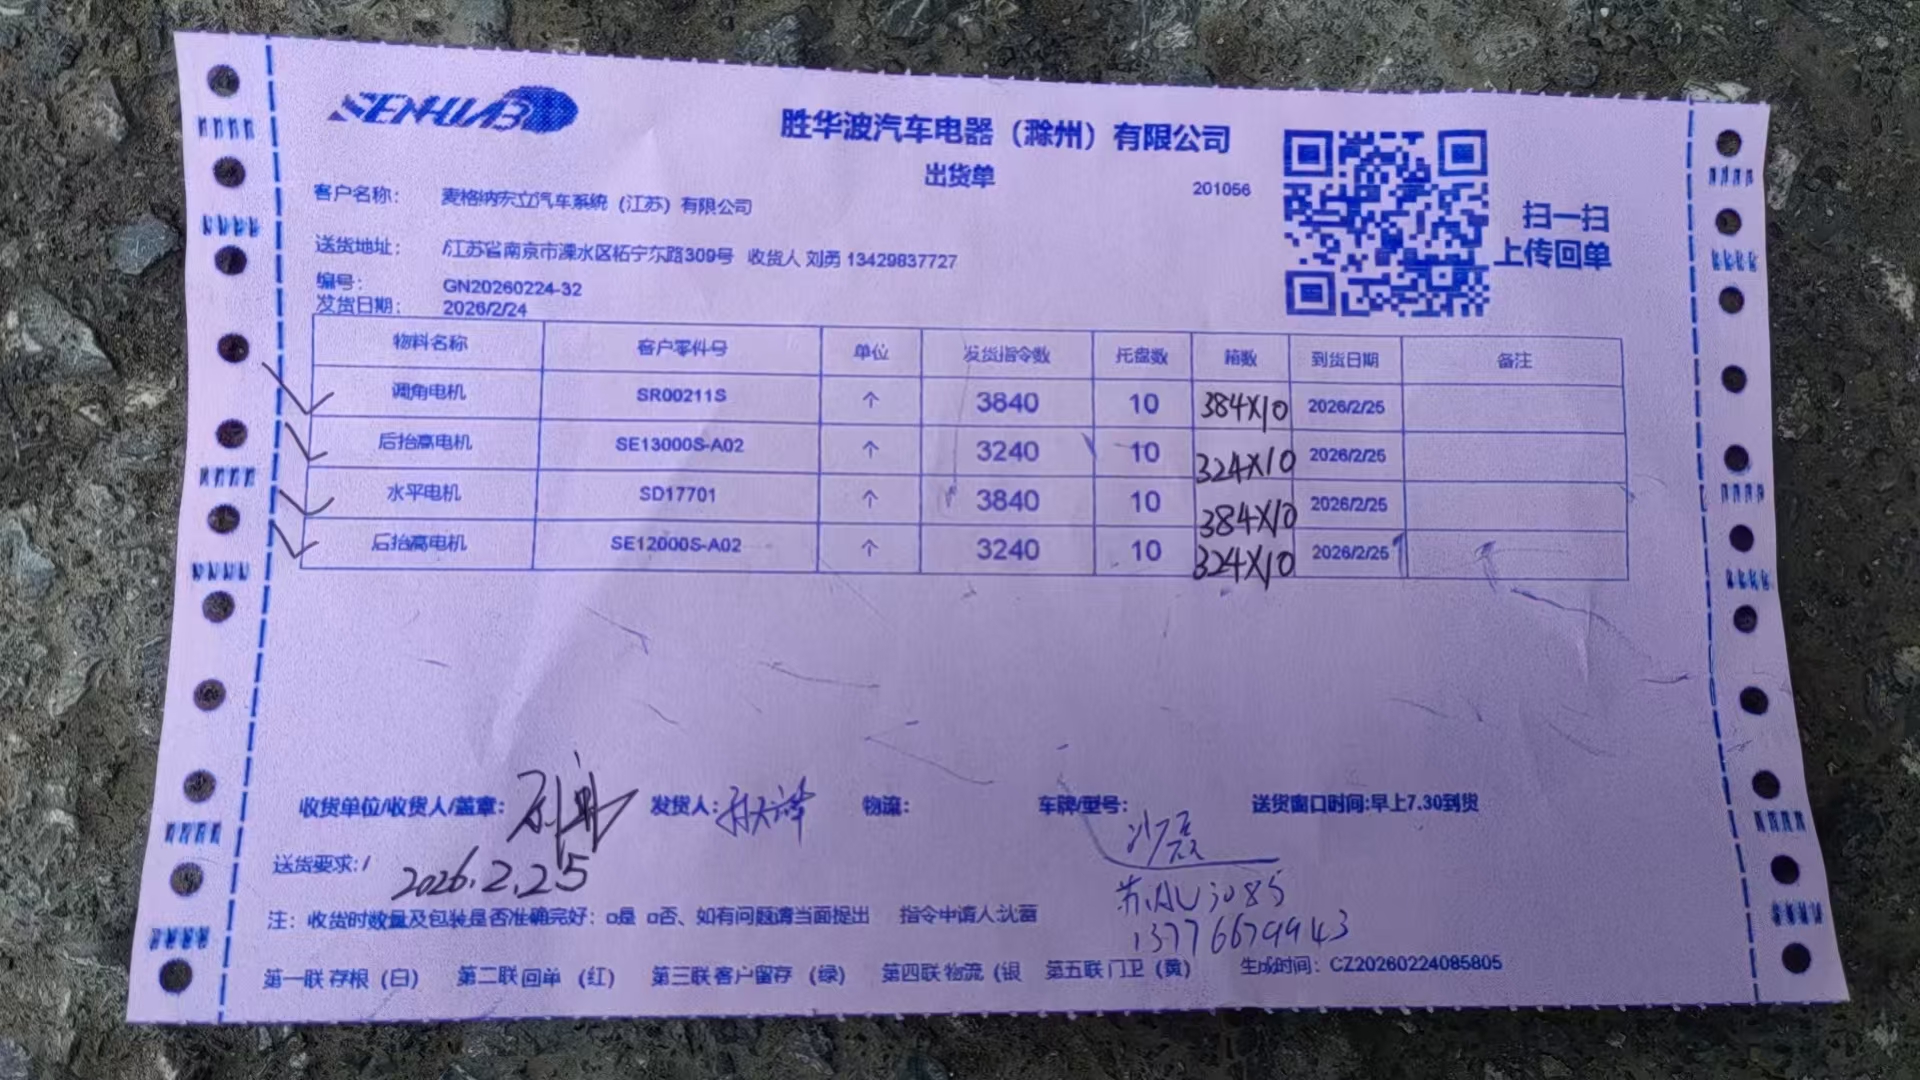 SENHUABO
胜华波汽车电器（滁州）有限公司
出货单
201056
扫一扫
上传回单
客户名称： 麦格纳宏立汽车系统（江苏）有限公司
送货地址： /江苏省南京市溧水区柘宁东路309号 收货人 刘勇 13429837727
编号： GN20260224-32
发货日期： 2026/2/24
物料名称 客户零件号 单位 发货指令数 托盘数 箱数 到货日期 备注
调角电机 SR00211S 个 3840 10 384X10 2026/2/25
后抬高电机 SE13000S-A02 个 3240 10 324X10 2026/2/25
水平电机 SD17701 个 3840 10 384X10 2026/2/25
后抬高电机 SE12000S-A02 个 3240 10 324X10 2026/2/25
收货单位/收货人/盖章： 发货人： 物流： 车牌/型号： 送货窗口时间:早上7.30到货
送货要求: / 2026.2.25
注：收货时数量及包装是否准确完好：□是 □否、如有问题请当面提出 指令申请人:沈蕾
13776679943
第一联 存根（白） 第二联 回单 （红） 第三联 客户留存 （绿） 第四联 物流（银 第五联 门卫（黄） 生成时间： CZ20260224085805